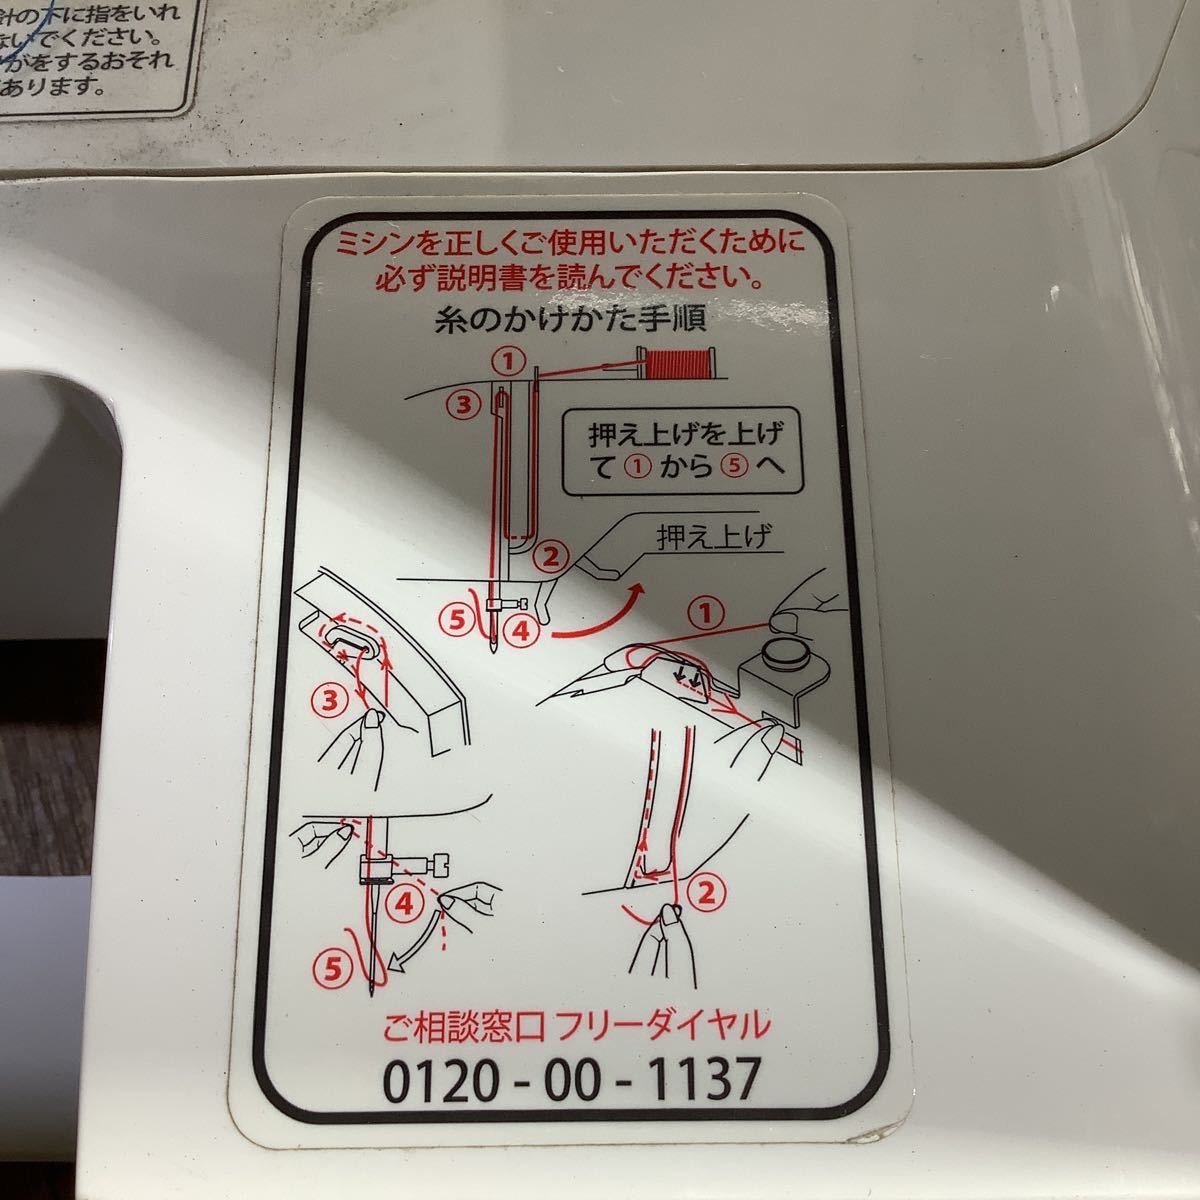 針の下に指をいれ
ないでください。
けがをするおそれ
があります。
ミシンを正しくご使用いただくために
必ず説明書を読んでください。
糸のかけかた手順
①
③
押え上げを上げ
て①から⑤へ
押え上げ
②
⑤
④
①
③
④
②
⑤
ご相談窓口 フリーダイヤル
0120-00-1137